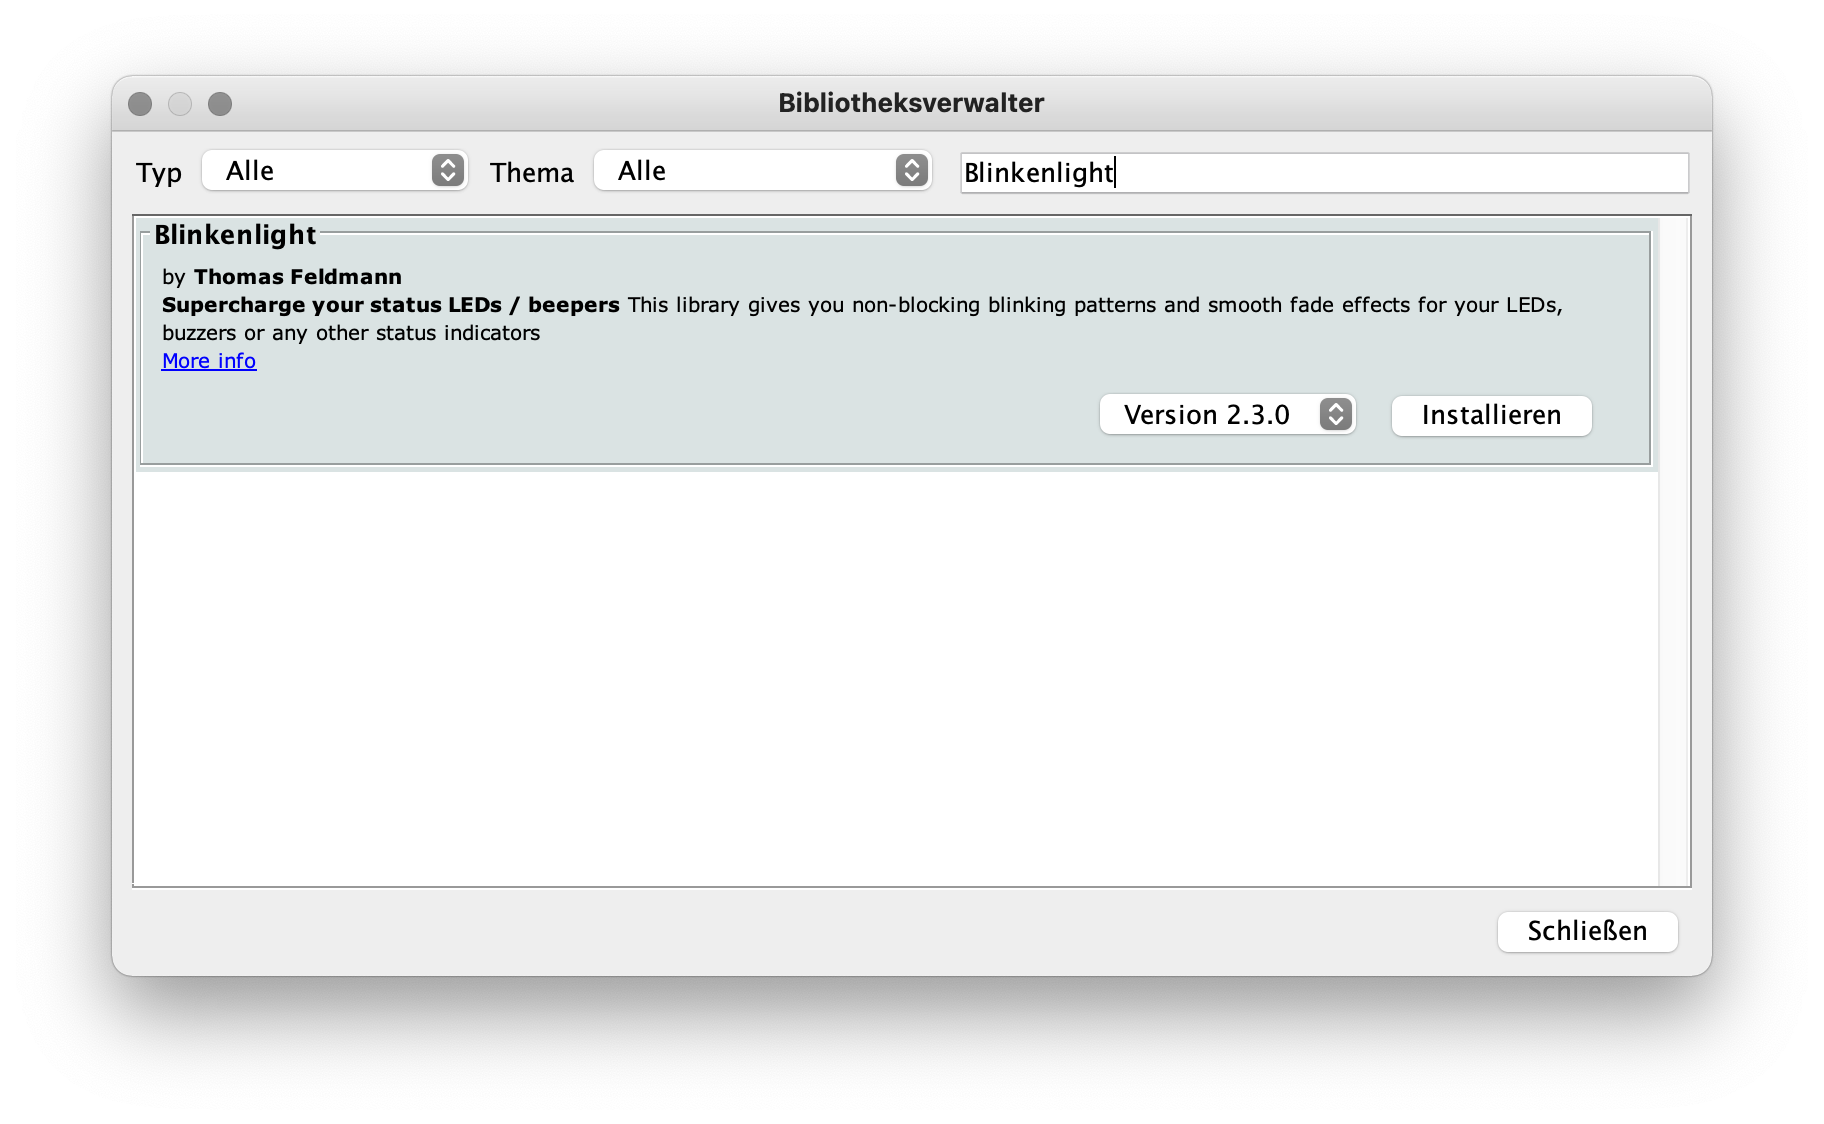 Bibliotheksverwalter
Typ Alle Thema Alle Blinkenlight
Blinkenlight
by Thomas Feldmann
Supercharge your status LEDs / beepers This library gives you non-blocking blinking patterns and smooth fade effects for your LEDs,
buzzers or any other status indicators
More info
Version 2.3.0 Installieren
Schließen